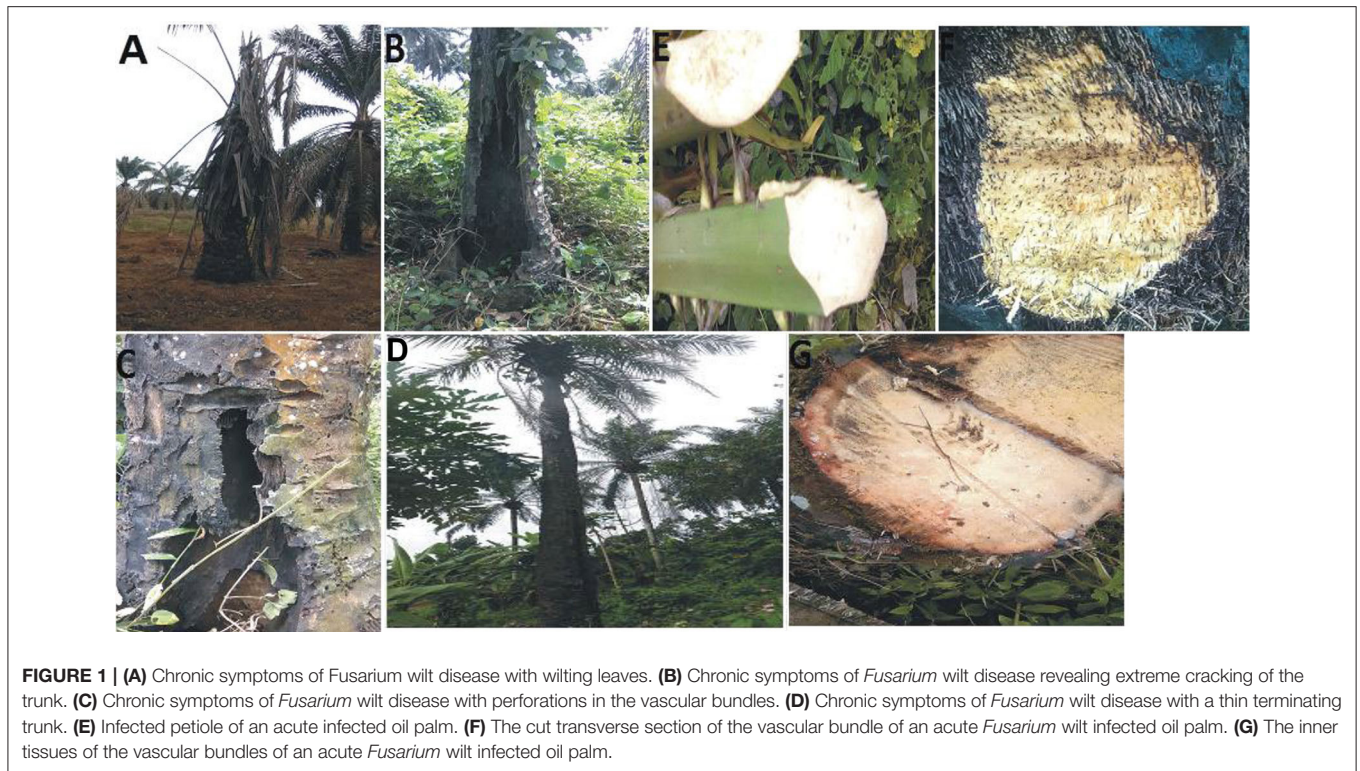 A
B
E
F
C
D
G
FIGURE 1 | (A) Chronic symptoms of Fusarium wilt disease with wilting leaves. (B) Chronic symptoms of Fusarium wilt disease revealing extreme cracking of the
trunk. (C) Chronic symptoms of Fusarium wilt disease with perforations in the vascular bundles. (D) Chronic symptoms of Fusarium wilt disease with a thin terminating
trunk. (E) Infected petiole of an acute infected oil palm. (F) The cut transverse section of the vascular bundle of an acute Fusarium wilt infected oil palm. (G) The inner
tissues of the vascular bundles of an acute Fusarium wilt infected oil palm.